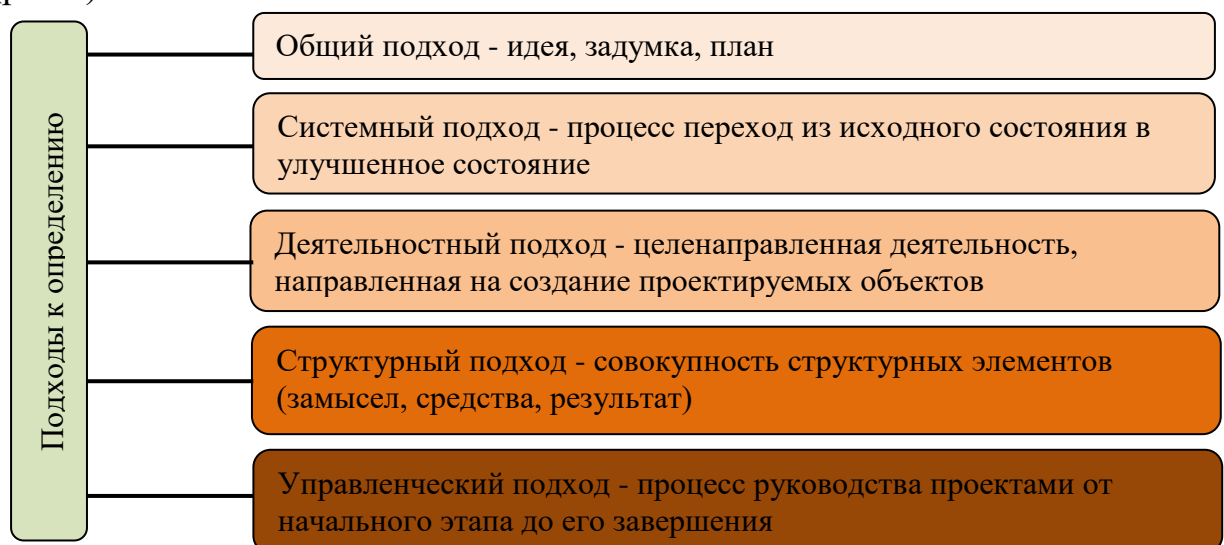 Общий подход - идея, задумка, план
Системный подход - процесс переход из исходного состояния в
улучшенное состояние
Подходы к определению
Деятельностный подход - целенаправленная деятельность,
направленная на создание проектируемых объектов
Структурный подход - совокупность структурных элементов
(замысел, средства, результат)
Управленческий подход - процесс руководства проектами от
начального этапа до его завершения